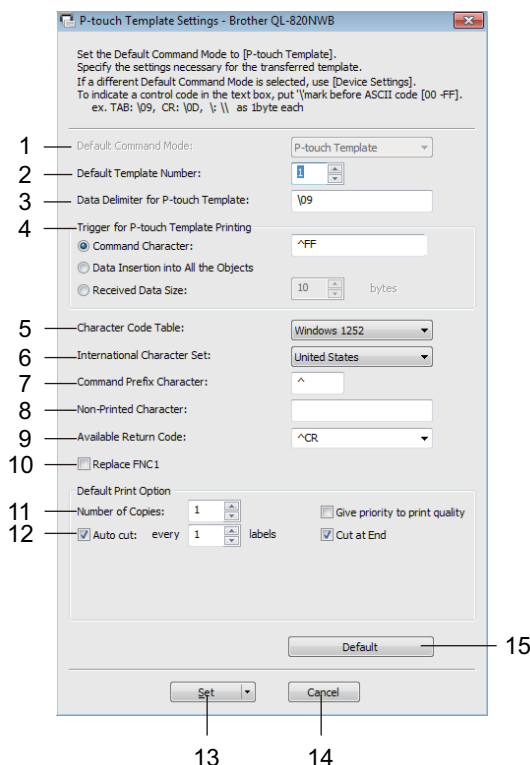 P-touch Template Settings - Brother QL-820NWB
Set the Default Command Mode to [P-touch Template].
Specify the settings necessary for the transferred template.
If a different Default Command Mode is selected, use [Device Settings].
To indicate a control code in the text box, put '\'mark before ASCII code [00 -FF].
ex. TAB: \09, CR: \0D, \: \\ as 1byte each
1 Default Command Mode: P-touch Template
2 Default Template Number: 1
3 Data Delimiter for P-touch Template: \09
4 Trigger for P-touch Template Printing
Command Character: ^FF
Data Insertion into All the Objects
Received Data Size: 10 bytes
5 Character Code Table: Windows 1252
6 International Character Set: United States
7 Command Prefix Character: ^
8 Non-Printed Character:
9 Available Return Code: ^CR
10 Replace FNC1
Default Print Option
11 Number of Copies: 1 Give priority to print quality
12 Auto cut: every 1 labels Cut at End
Default 15
Set Cancel
13 14